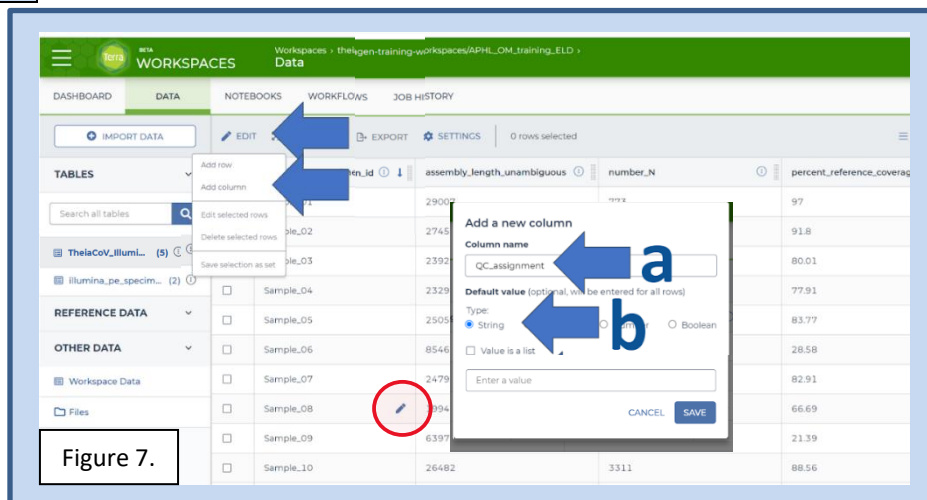 BETA
Terra
WORKSPACES
Workspaces › theiagen-training-workspaces/APHL_OM_training_ELD ›
Data
DASHBOARD DATA NOTEBOOKS WORKFLOWS JOB HISTORY
IMPORT DATA EDIT EXPORT SETTINGS 0 rows selected
TABLES
Add row
Add column
Edit selected rows
Delete selected rows
Save selection as set
assembly_length_unambiguous number_N percent_reference_coverag
Search all tables
TheiaCoV_Illumi... (5)
illumina_pe_specim... (2)
REFERENCE DATA
OTHER DATA
Workspace Data
Files
773 97
91.8
80.01
Sample_04 77.91
Sample_05 83.77
Sample_06 28.58
Sample_07 82.91
Sample_08 66.69
Sample_09 21.39
Sample_10 26482 3311 88.56
Add a new column
Column name
QC_assignment
a
Default value (optional, will be entered for all rows)
Type:
String Boolean
b
Value is a list
Enter a value
CANCEL SAVE
Figure 7.